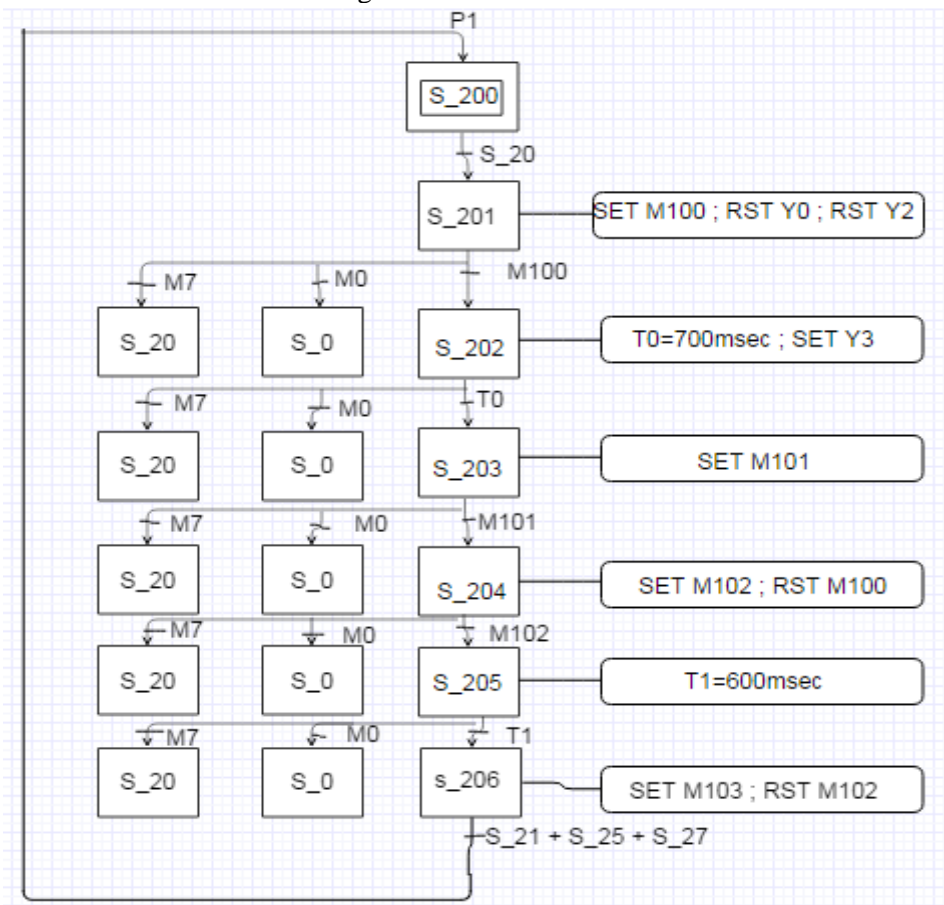 P1
S_200
S_20
S_201
SET M100 ; RST Y0 ; RST Y2
M7
M0
M100
S_20
S_0
S_202
T0=700msec ; SET Y3
M7
M0
T0
S_20
S_0
S_203
SET M101
M7
M0
M101
S_20
S_0
S_204
SET M102 ; RST M100
M7
M0
M102
S_20
S_0
S_205
T1=600msec
M7
M0
T1
S_20
S_0
s_206
SET M103 ; RST M102
S_21 + S_25 + S_27